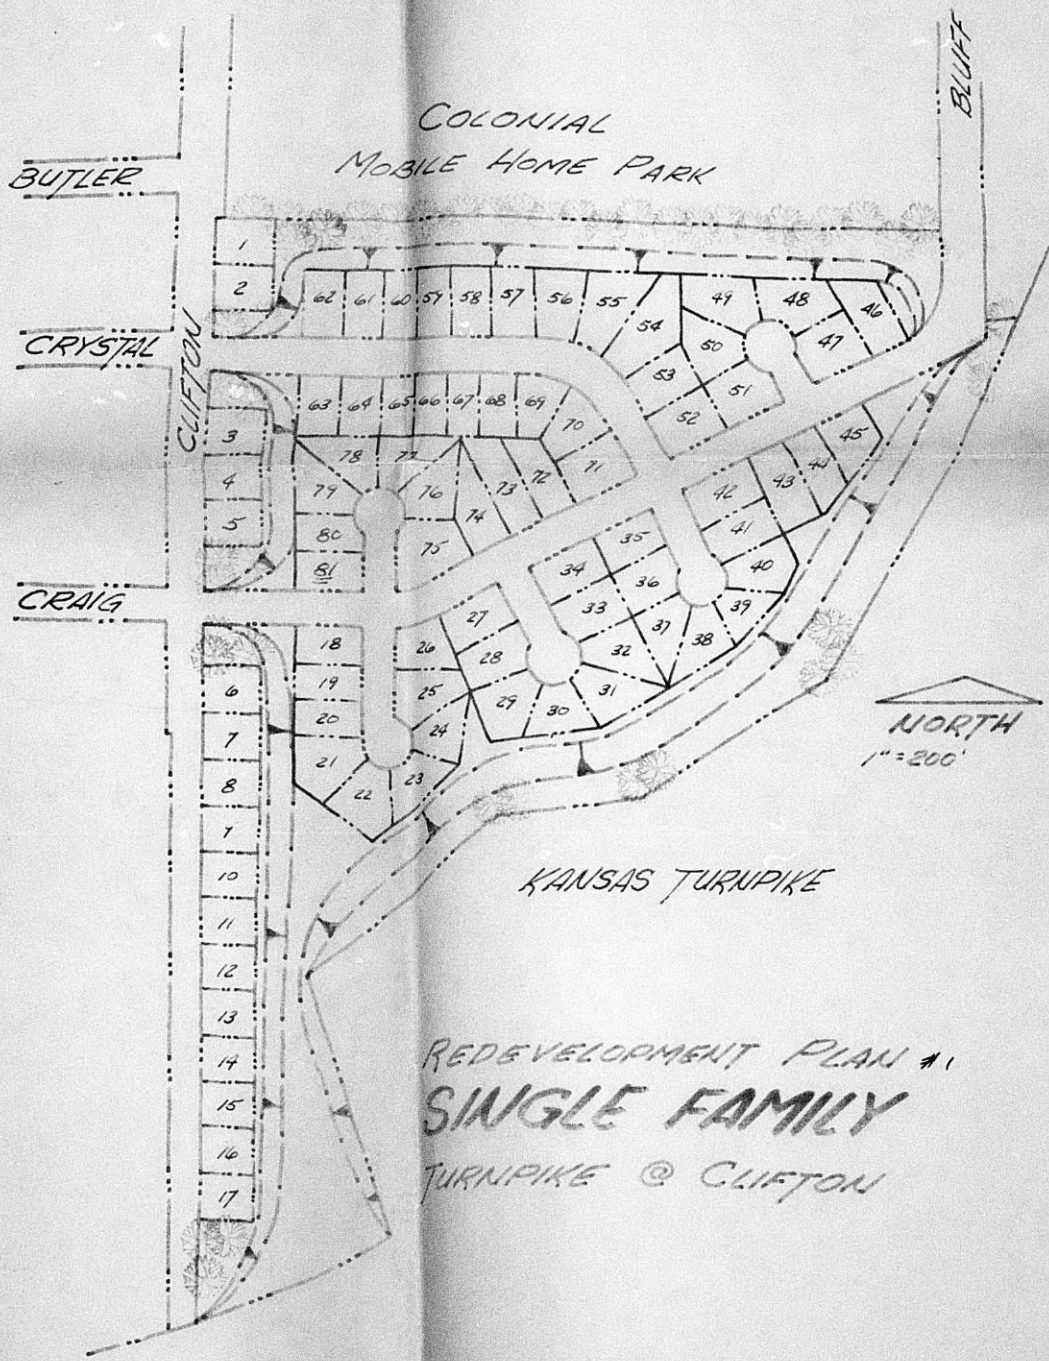 BLUFF
COLONIAL
MOBILE HOME PARK
BUTLER
1
2
62 61 60 59 58 57 56 55 54 49 48 46
50 47
53 51
52
CRYSTAL
CLIFTON
63 64 65 66 67 68 69 70
71
3
4
5
78 77
79 76 74 73 72
80
81 75
45
42 43 44
41
40
35
34 36
33 37 39
32 38
CRAIG
27
18 26 28
19 25 29 30 31
20 24
21 22 23
6
7
8
9
10
11
12
13
14
15
16
17
NORTH
1"=200'
KANSAS TURNPIKE
REDEVELOPMENT PLAN #1
SINGLE FAMILY
TURNPIKE @ CLIFTON